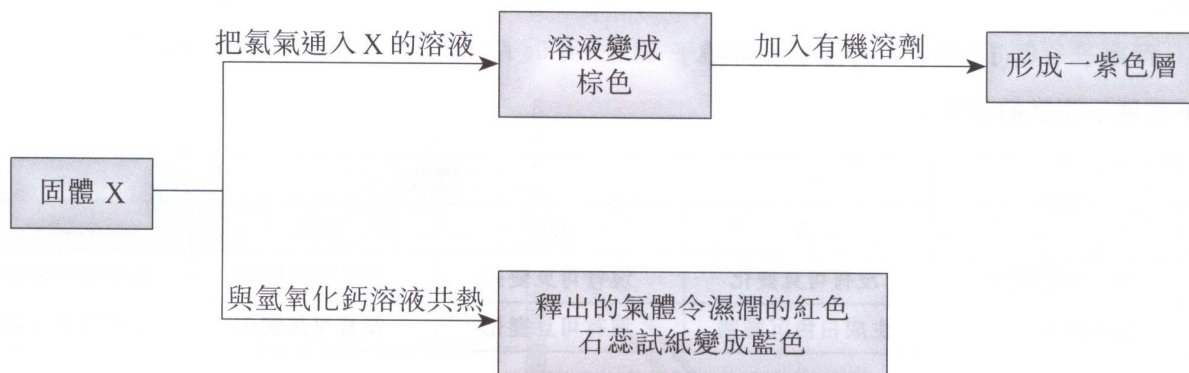 把氯氣通入 X 的溶液
溶液變成
棕色
加入有機溶劑
形成一紫色層
固體 X
與氫氧化鈣溶液共熱
釋出的氣體令濕潤的紅色
石蕊試紙變成藍色